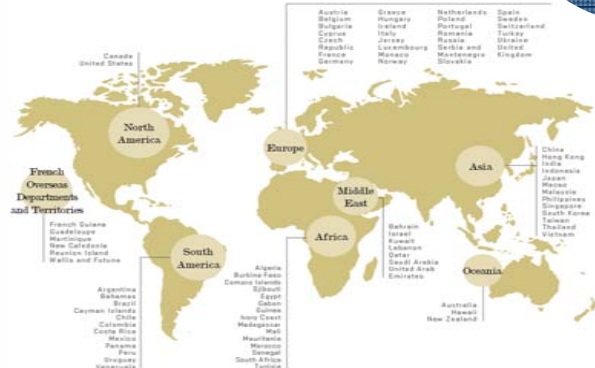 Canada
United States
North
America
French
Overseas
Departments
and Territories
French Guiana
Guadeloupe
Martinique
New Caledonia
Reunion Island
Wallis and Futuna
South
America
Argentina
Bahamas
Brazil
Cayman Islands
Chile
Colombia
Costa Rica
Mexico
Panama
Peru
Uruguay
Venezuela
Austria
Belgium
Bulgaria
Cyprus
Czech
Republic
France
Germany
Greece
Hungary
Ireland
Italy
Jersey
Luxembourg
Monaco
Norway
Netherlands
Poland
Portugal
Romania
Russia
Serbia and
Montenegro
Slovakia
Spain
Sweden
Switzerland
Turkey
Ukraine
United
Kingdom
Europe
Middle
East
Bahrain
Israel
Kuwait
Lebanon
Qatar
Saudi Arabia
United Arab
Emirates
Africa
Algeria
Burkina Faso
Comoro Islands
Djibouti
Egypt
Gabon
Guinea
Ivory Coast
Madagascar
Mali
Mauritania
Morocco
Senegal
South Africa
Tunisia
Asia
China
Hong Kong
India
Indonesia
Japan
Macao
Malaysia
Philippines
Singapore
South Korea
Taiwan
Thailand
Vietnam
Oceania
Australia
Hawaii
New Zealand